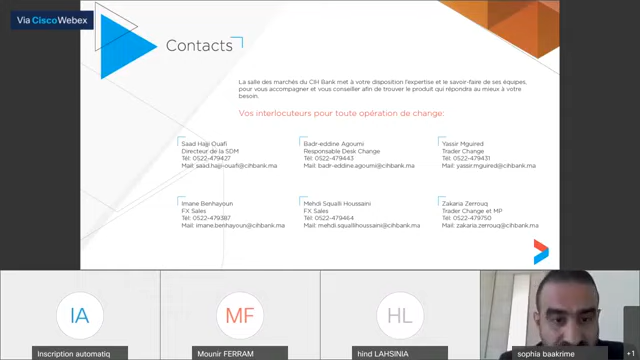 Via Cisco Webex
Contacts
La salle des marchés du CIH Bank met à votre disposition l'expertise et le savoir-faire de ses équipes,
pour vous accompagner et vous conseiller afin de trouver le produit qui répondra au mieux à votre
besoin.
Vos interlocuteurs pour toute opération de change:
Saad Hajji Ouafi
Directeur de la SDM
Tél: 0522-479427
Mail: saad.hajji-ouafi@cihbank.ma
Badr-eddine Agoumi
Responsable Desk Change
Tél: 0522-479443
Mail: badr-eddine.agoumi@cihbank.ma
Yassir Mguired
Trader Change
Tél: 0522-479431
Mail: yassir.mguired@cihbank.ma
Imane Benhayoun
FX Sales
Tél: 0522-479387
Mail: imane.benhayoun@cihbank.ma
Mehdi Squalli Houssaini
FX Sales
Tél: 0522-479464
Mail: mehdi.squallihoussaini@cihbank.ma
Zakaria Zerrouq
Trader Change et MP
Tél: 0522-479750
Mail: zakaria.zerrouq@cihbank.ma
IA
MF
HL
Inscription automatiq
Mounir FERRAM
hind LAHSINIA
sophia baakrime
+1